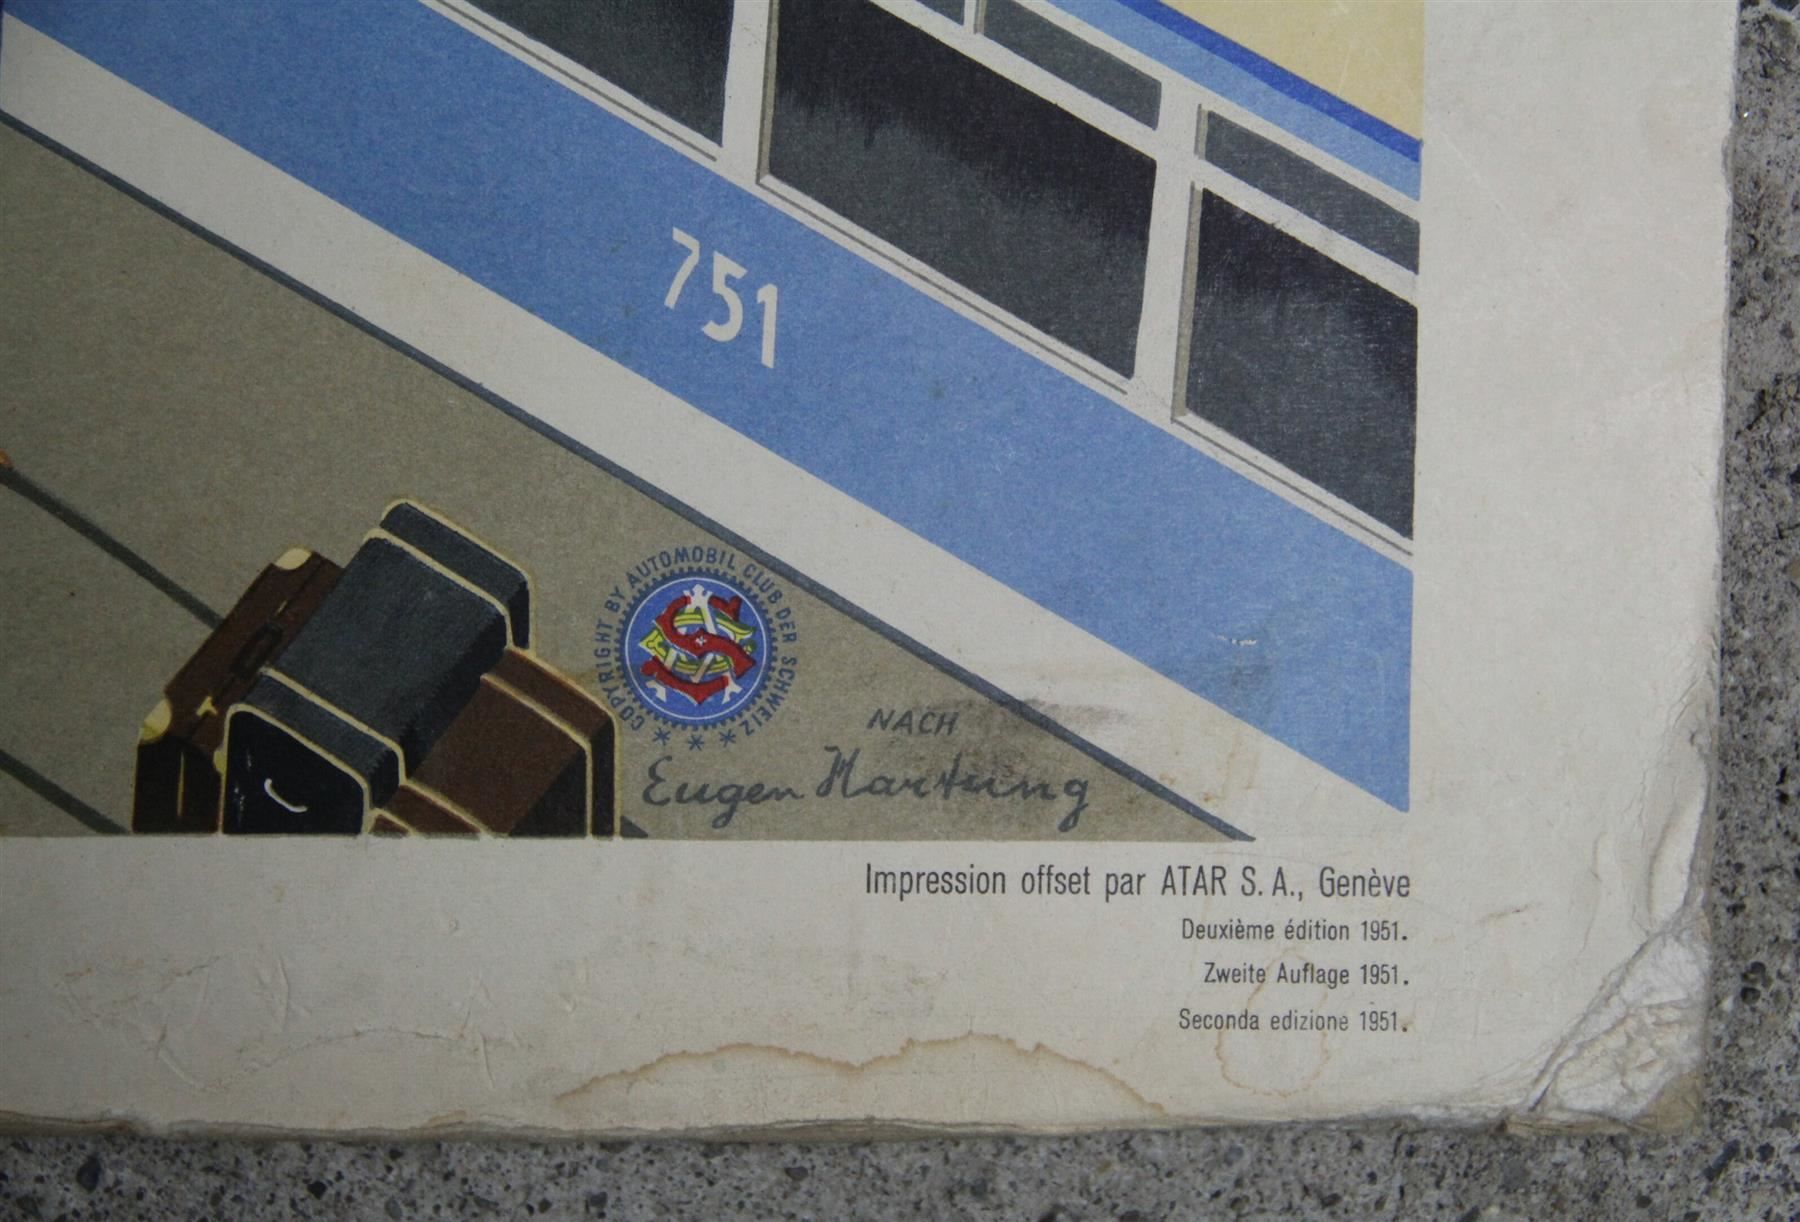 751
COPYRIGHT BY AUTOMOBIL CLUB DER SCHWEIZ ***
NACH
Eugen Hartung
Impression offset par ATAR S. A., Genève
Deuxième édition 1951.
Zweite Auflage 1951.
Seconda edizione 1951.